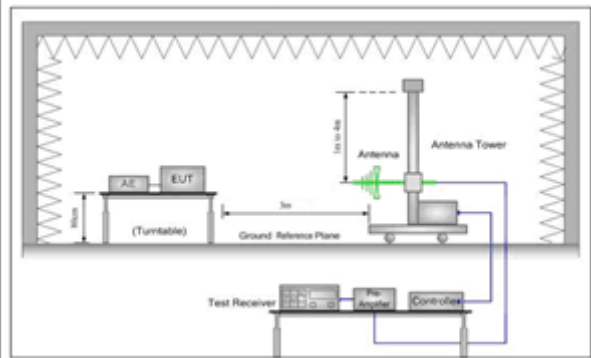 1m to 4m
Antenna
Antenna Tower
AE
EUT
80cm
(Turntable)
3m
Ground Reference Plane
Test Receiver
Pre-
Amplifier
Controller